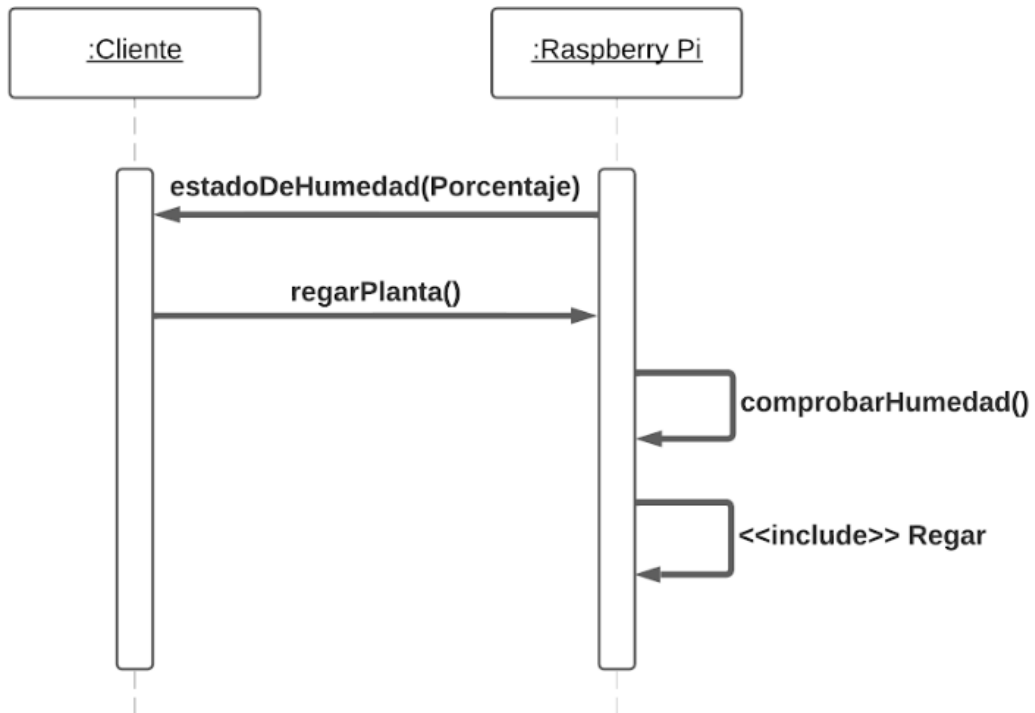 :Cliente
:Raspberry Pi
estadoDeHumedad(Porcentaje)
regarPlanta()
comprobarHumedad()
<<include>> Regar